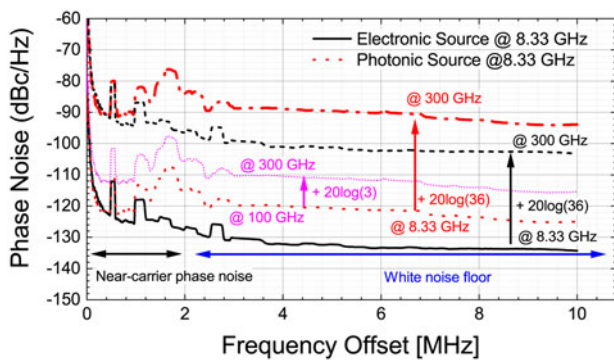 -60
-70
-80
-90
-100
-110
-120
-130
-140
-150
Phase Noise (dBc/Hz)
Electronic Source @ 8.33 GHz
Photonic Source @8.33 GHz
@ 300 GHz
@ 300 GHz
@ 300 GHz
+ 20log(3)
+ 20log(36)
+ 20log(36)
@ 100 GHz
@ 8.33 GHz
@ 8.33 GHz
Near-carrier phase noise
White noise floor
0 2 4 6 8 10
Frequency Offset [MHz]